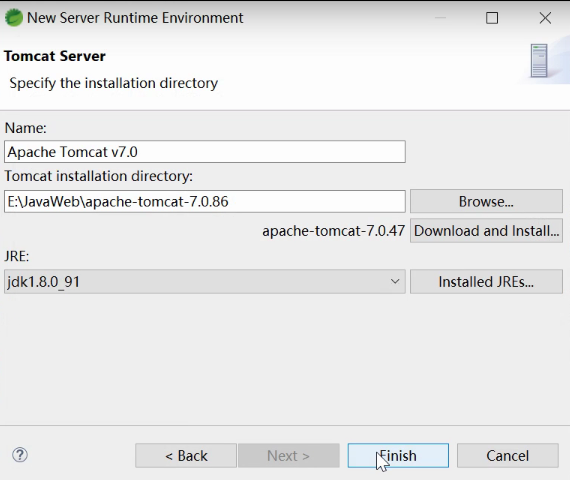 New Server Runtime Environment
Tomcat Server
Specify the installation directory
Name:
Apache Tomcat v7.0
Tomcat installation directory:
E:\JavaWeb\apache-tomcat-7.0.86
Browse...
apache-tomcat-7.0.47
Download and Install...
JRE:
jdk1.8.0_91
Installed JREs...
?
< Back
Next >
Finish
Cancel